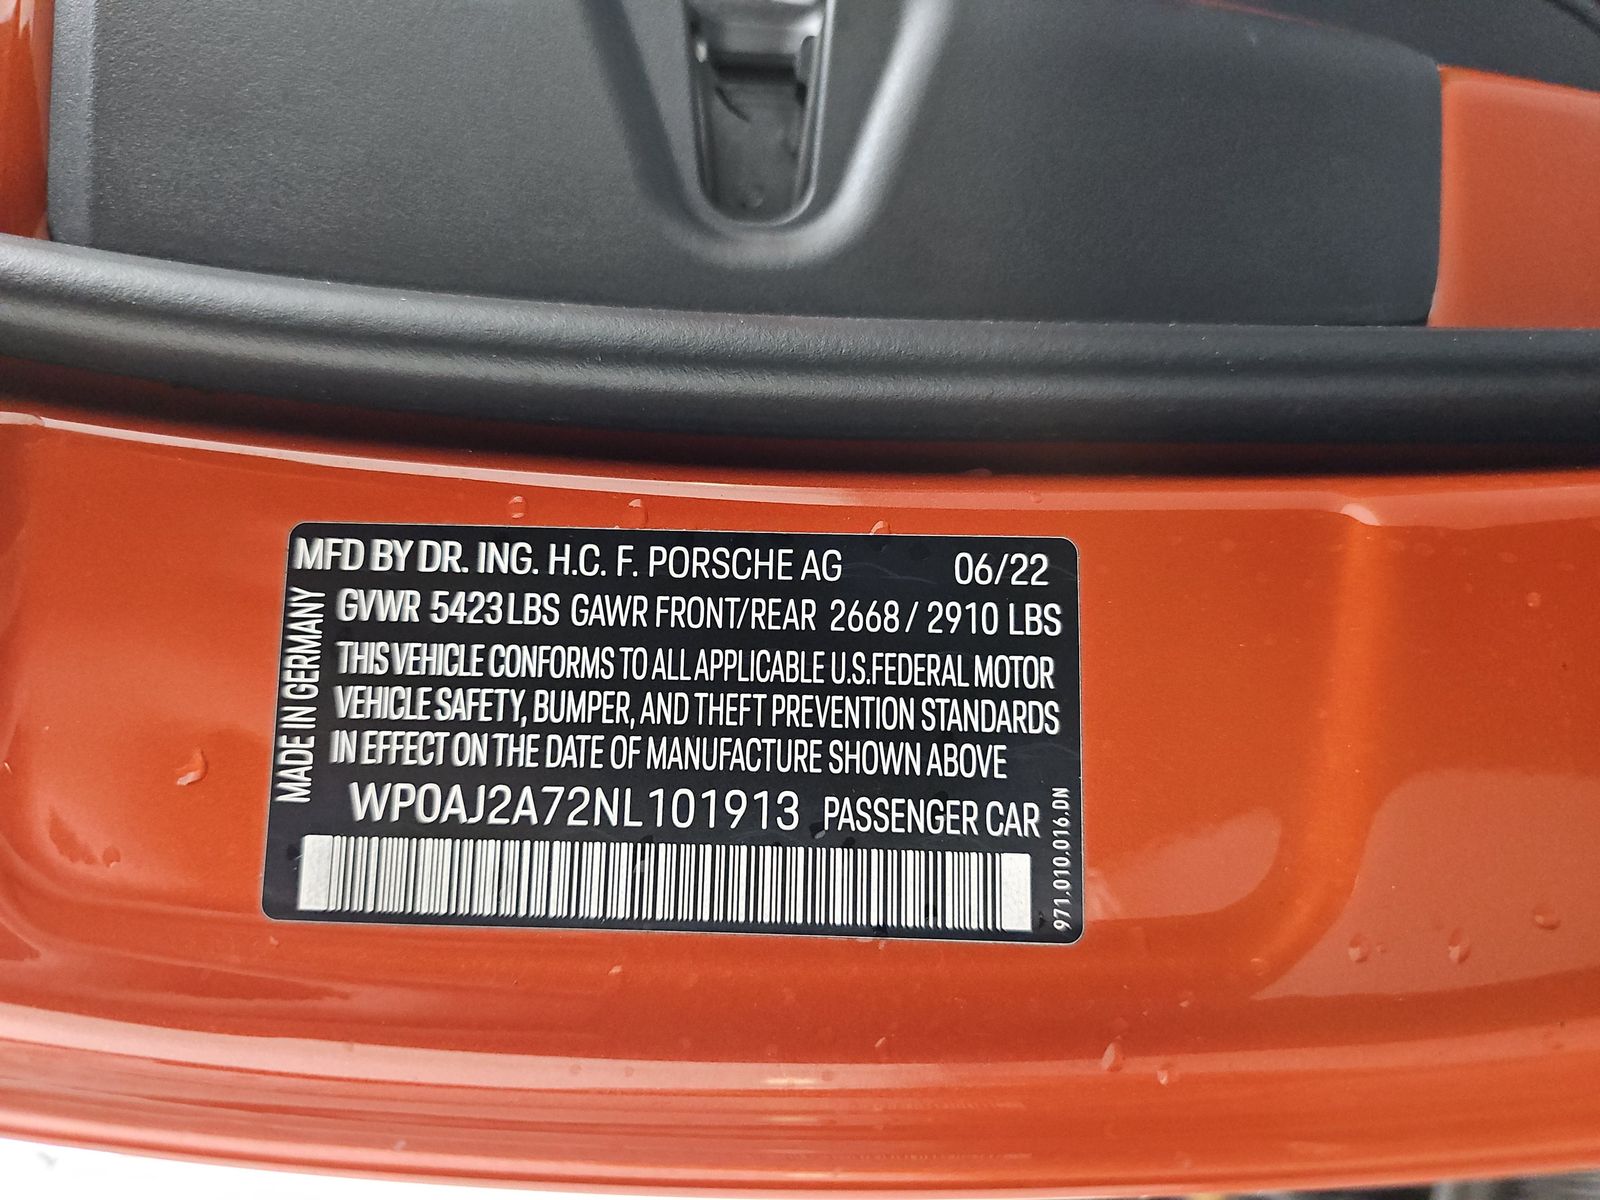 MFD BY DR. ING. H.C. F. PORSCHE AG 06/22
GVWR 5423 LBS GAWR FRONT/REAR 2668 / 2910 LBS
THIS VEHICLE CONFORMS TO ALL APPLICABLE U.S.FEDERAL MOTOR
VEHICLE SAFETY, BUMPER, AND THEFT PREVENTION STANDARDS
IN EFFECT ON THE DATE OF MANUFACTURE SHOWN ABOVE
WP0AJ2A72NL101913 PASSENGER CAR
MADE IN GERMANY
971.010.016.DN